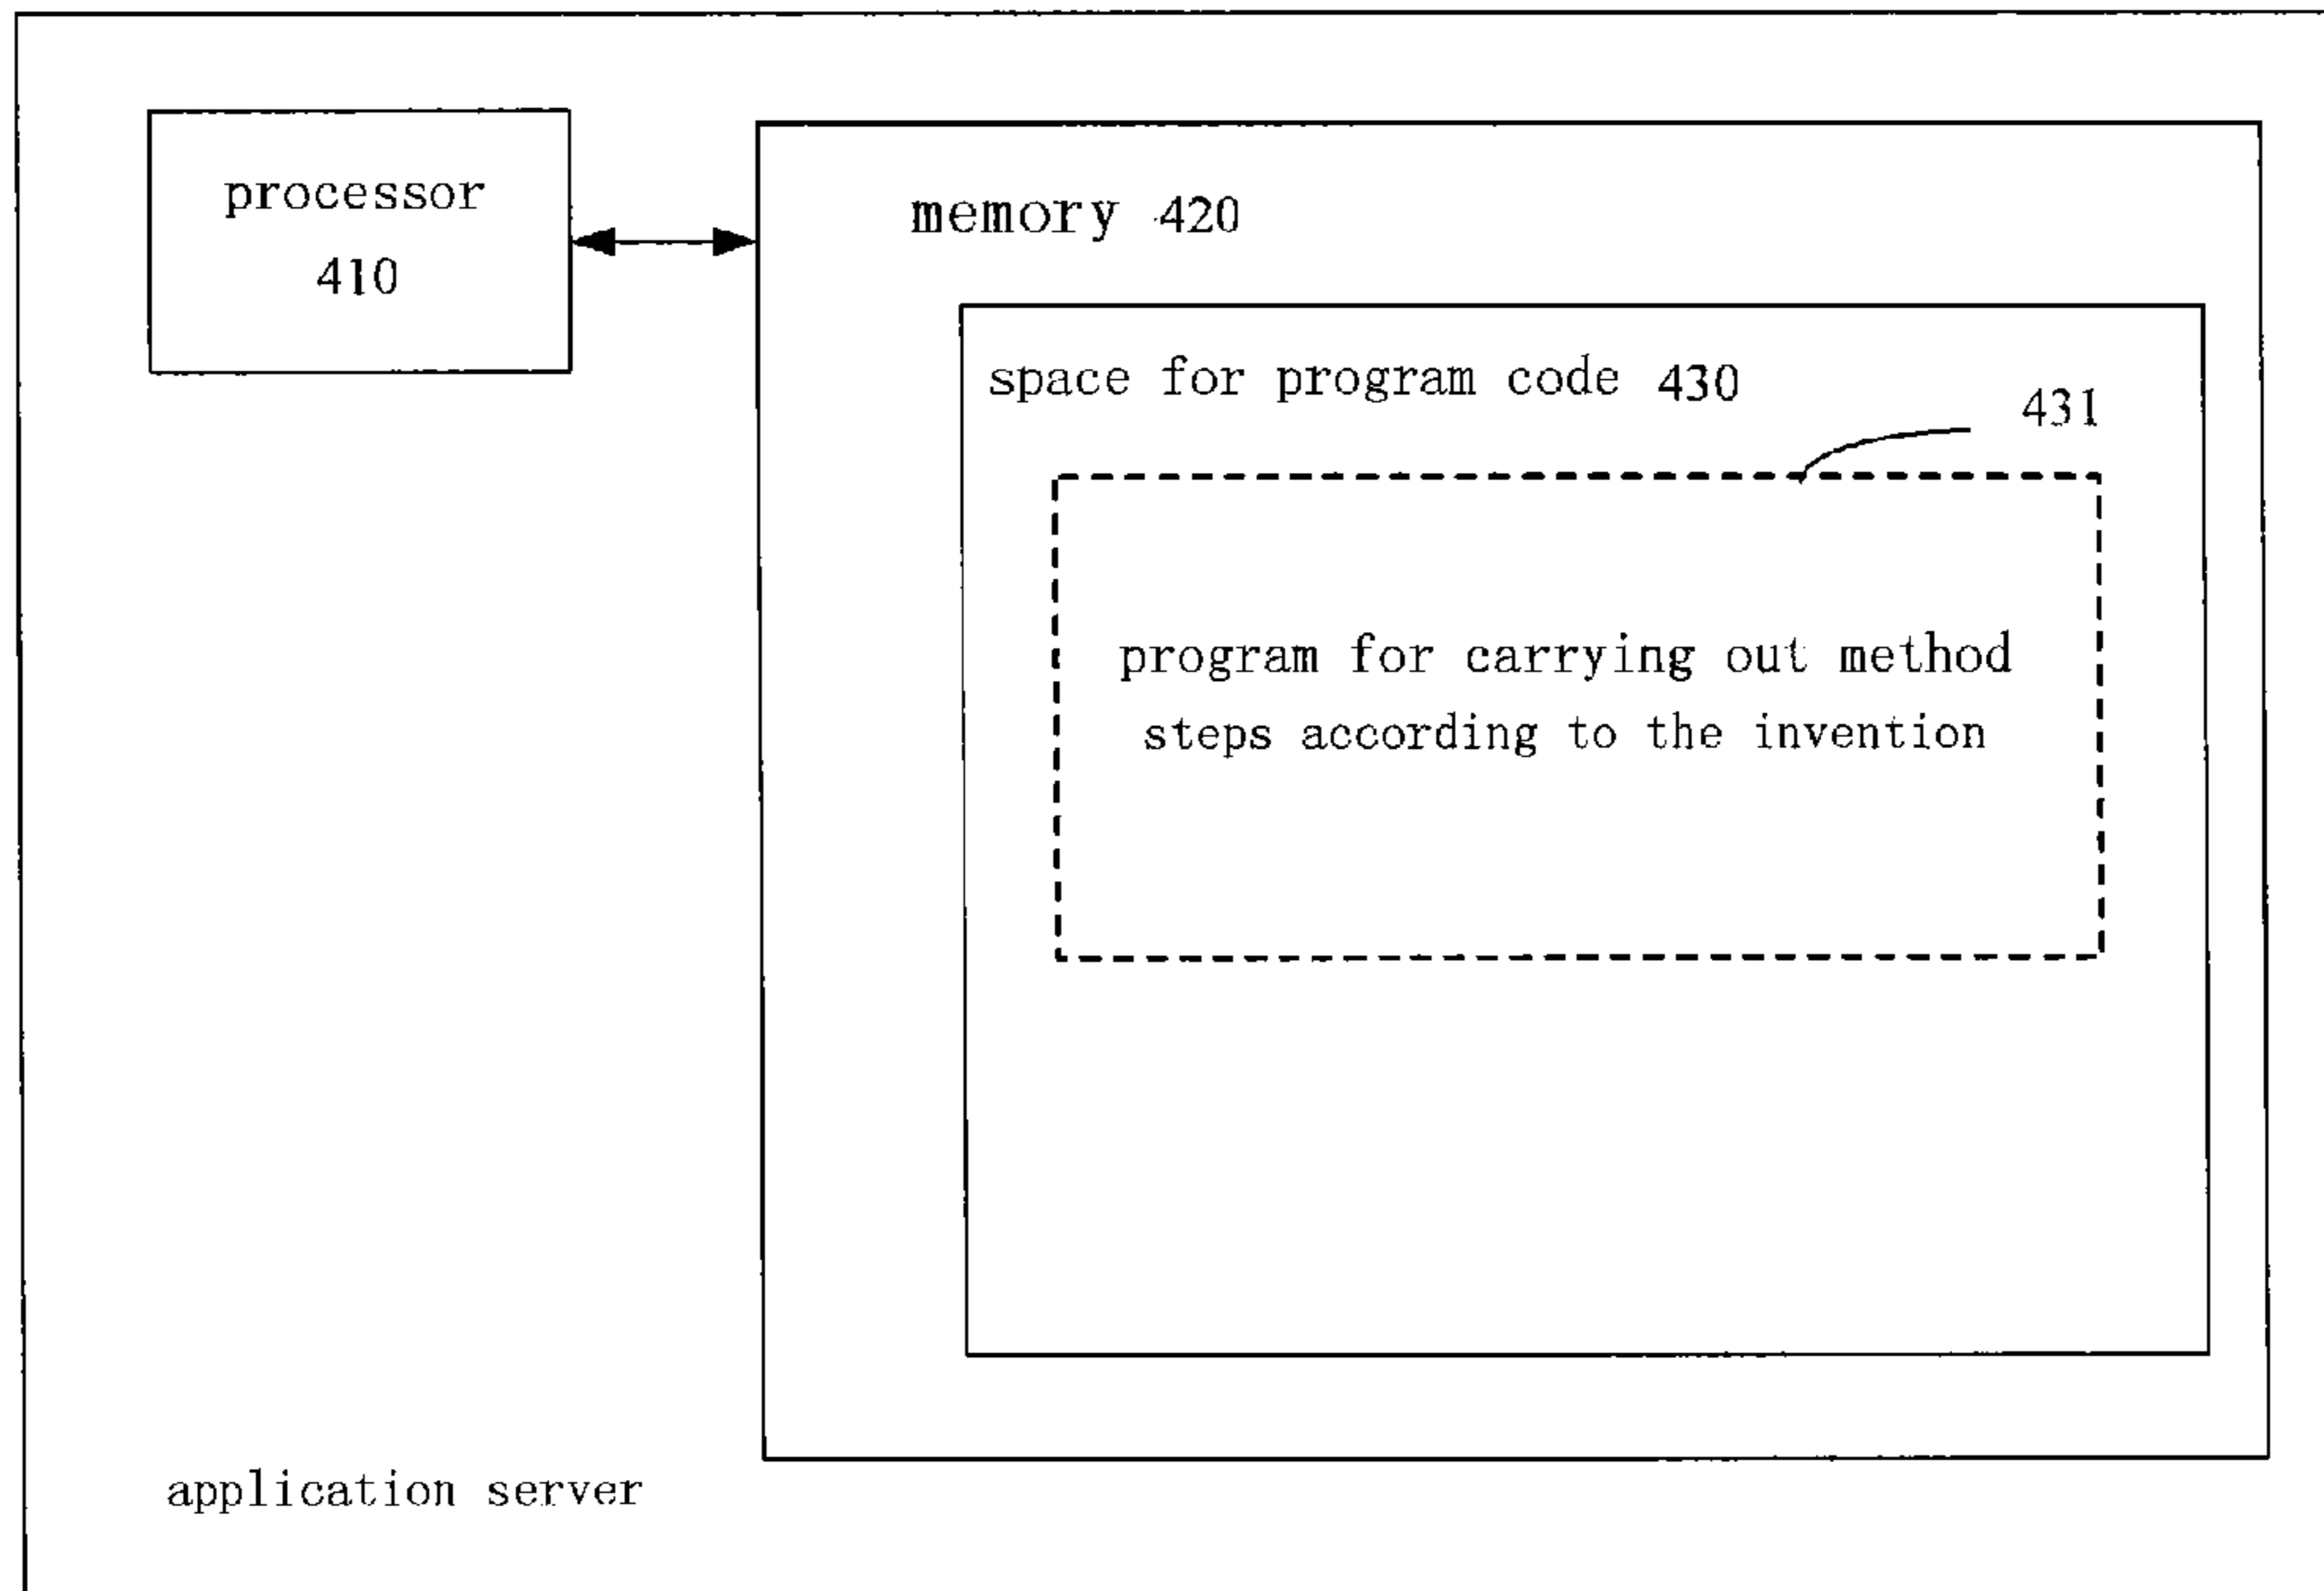 processor
410
memory 420
space for program code 430
431
program for carrying out method
steps according to the invention
application server